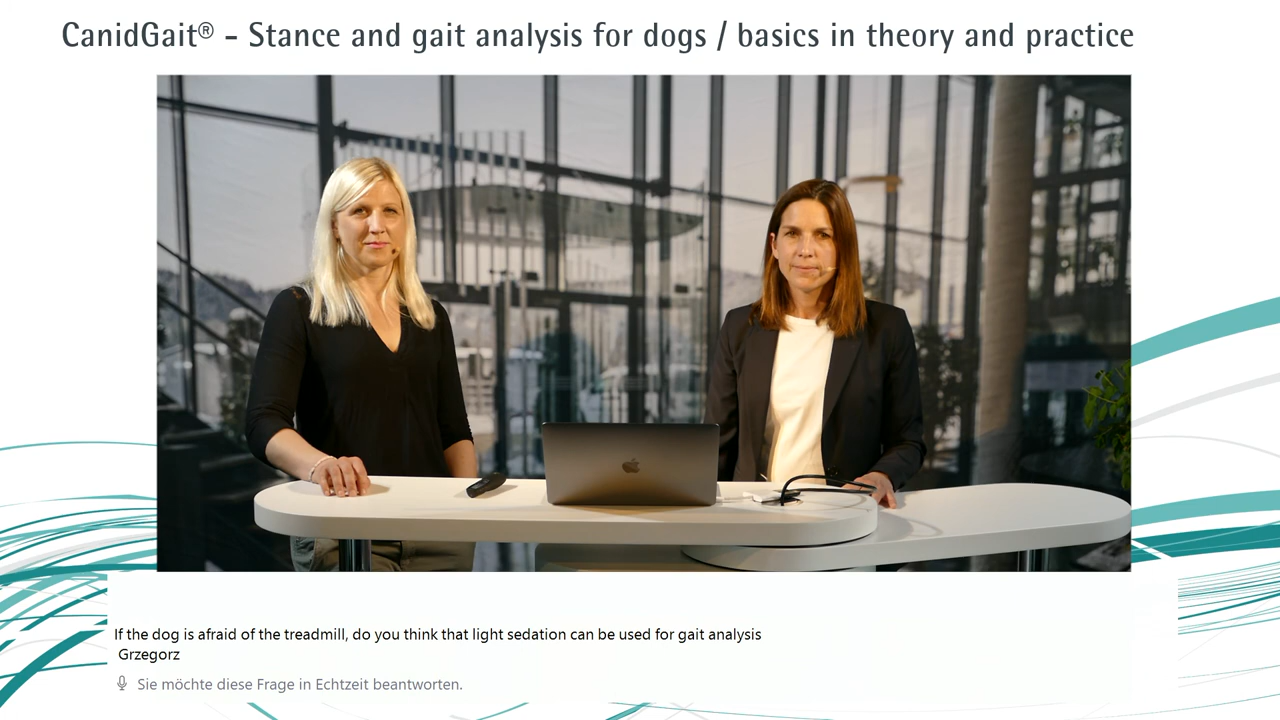 CanidGait® - Stance and gait analysis for dogs / basics in theory and practice
If the dog is afraid of the treadmill, do you think that light sedation can be used for gait analysis
Grzegorz
Sie möchte diese Frage in Echtzeit beantworten.